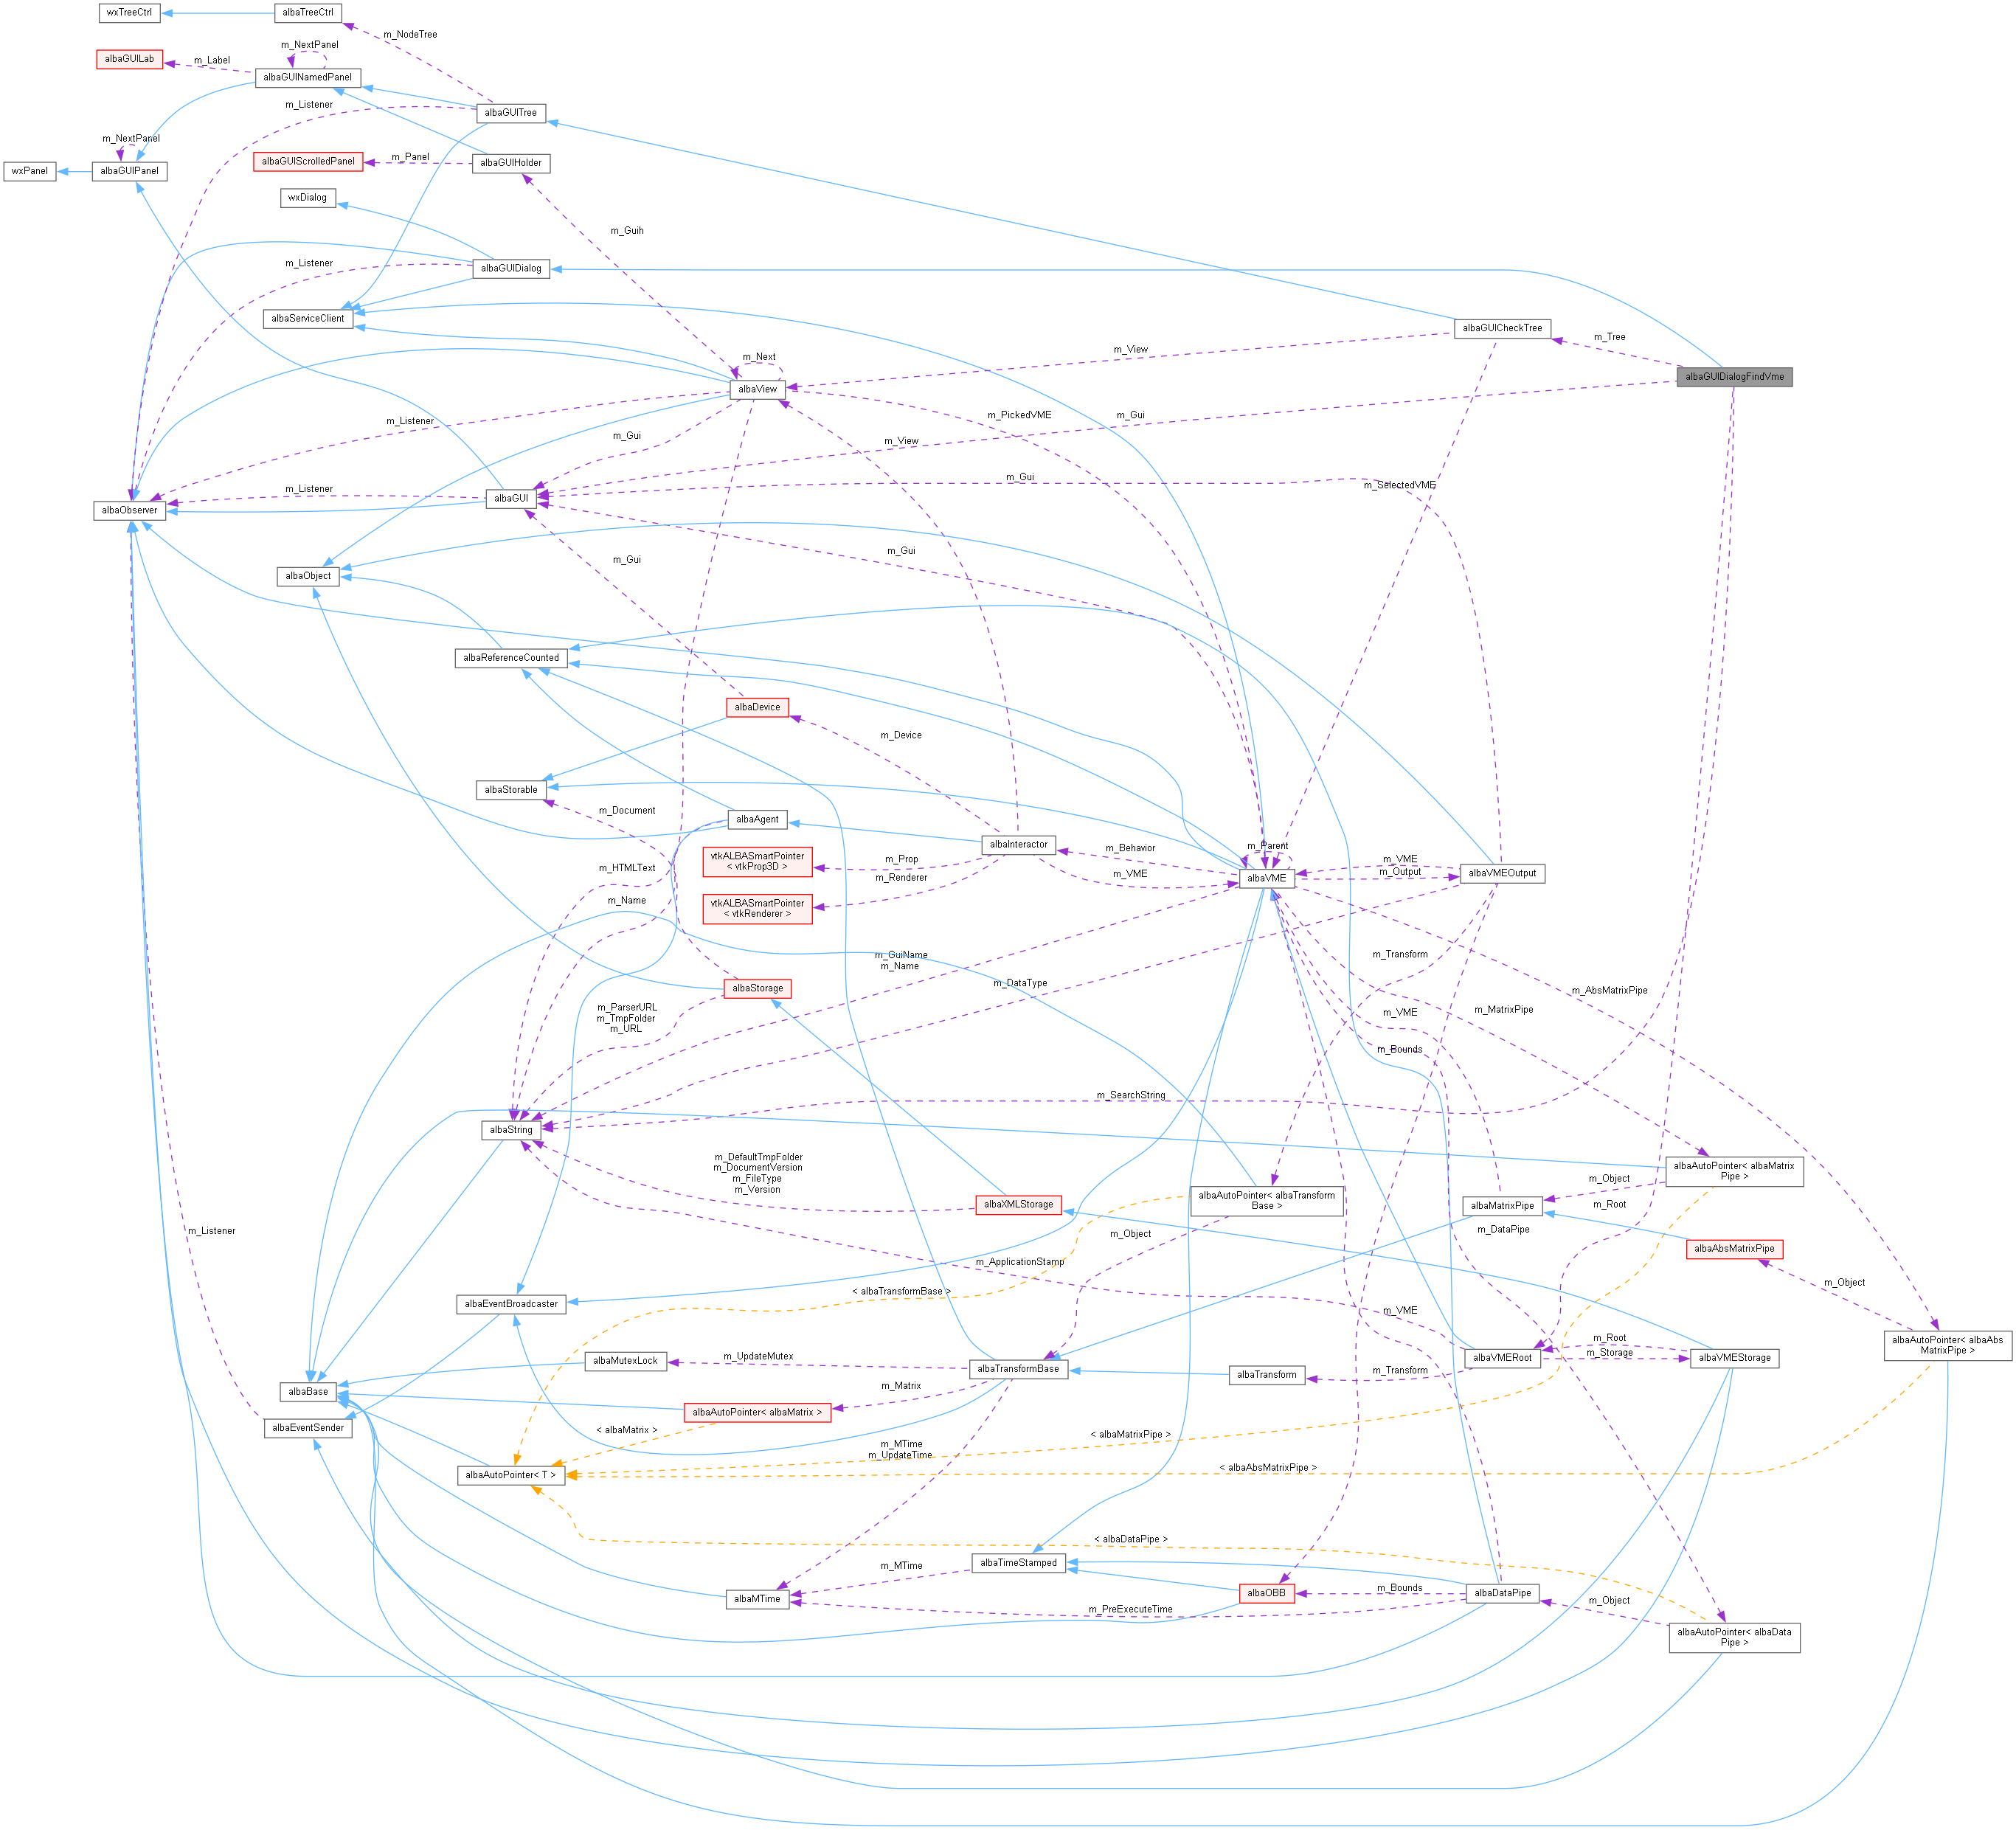 wxTreeCtrl
albaTreeCtrl
m_NodeTree
m_NextPanel
albaGUILab
m_Label
albaGUINamedPanel
m_Listener
albaGUITree
m_NextPanel
albaGUIScrolledPanel
m_Panel
albaGUIHolder
wxPanel
albaGUIPanel
wxDialog
m_Guih
m_Listener
albaGUIDialog
albaServiceClient
albaGUICheckTree
m_Tree
m_Next
m_View
albaView
albaGUIDialogFindVme
m_Listener
m_PickedVME
m_Gui
m_Gui
m_View
m_Listener
albaGUI
m_Gui
m_SelectedVME
albaObserver
m_Gui
m_Gui
albaObject
albaReferenceCounted
albaDevice
m_Device
albaStorable
m_Document
albaAgent
albaInteractor
m_Behavior
m_Parent
vtkALBASmartPointer
< vtkProp3D >
m_Prop
m_VME
m_HTMLText
m_Renderer
m_VME
albaVME
m_Output
albaVMEOutput
m_Name
vtkALBASmartPointer
< vtkRenderer >
m_GuiName
m_Name
m_Transform
albaStorage
m_DataType
m_AbsMatrixPipe
m_ParserURL
m_TmpFolder
m_URL
m_VME
m_MatrixPipe
m_Bounds
m_SearchString
albaString
m_DefaultTmpFolder
m_DocumentVersion
m_FileType
m_Version
albaAutoPointer< albaMatrix
Pipe >
m_Object
albaXMLStorage
albaAutoPointer< albaTransform
Base >
albaMatrixPipe
m_Root
m_Listener
m_Object
m_DataPipe
albaAbsMatrixPipe
m_ApplicationStamp
m_Object
< albaTransformBase >
albaEventBroadcaster
m_VME
m_Root
albaAutoPointer< albaAbs
MatrixPipe >
albaMutexLock
m_UpdateMutex
albaTransformBase
albaTransform
m_Transform
albaVMERoot
m_Storage
albaVMEStorage
albaBase
m_Matrix
albaAutoPointer< albaMatrix >
albaEventSender
< albaMatrix >
< albaMatrixPipe >
m_MTime
m_UpdateTime
albaAutoPointer< T >
< albaAbsMatrixPipe >
< albaDataPipe >
albaTimeStamped
m_MTime
albaMTime
albaOBB
m_Bounds
albaDataPipe
m_PreExecuteTime
m_Object
albaAutoPointer< albaData
Pipe >